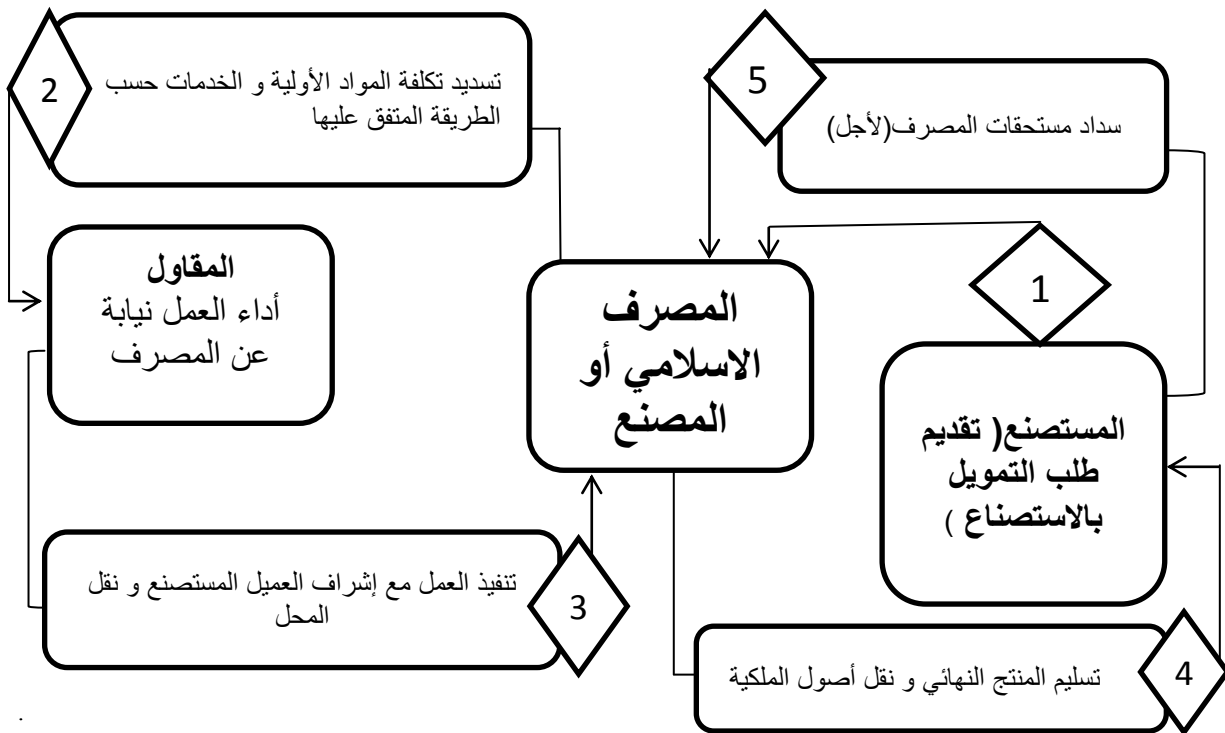 5
سداد مستحقات المصرف(لأجل)
2
تسديد تكلفة المواد الأولية و الخدمات حسب
الطريقة المتفق عليها
1
المستصنع( تقديم
طلب التمويل
بالاستصناع )
المصرف
الاسلامي أو
المصنع
المقاول
أداء العمل نيابة
عن المصرف
3
تنفيذ العمل مع إشراف العميل المستصنع و نقل
المحل
4
تسليم المنتج النهائي و نقل أصول الملكية
.